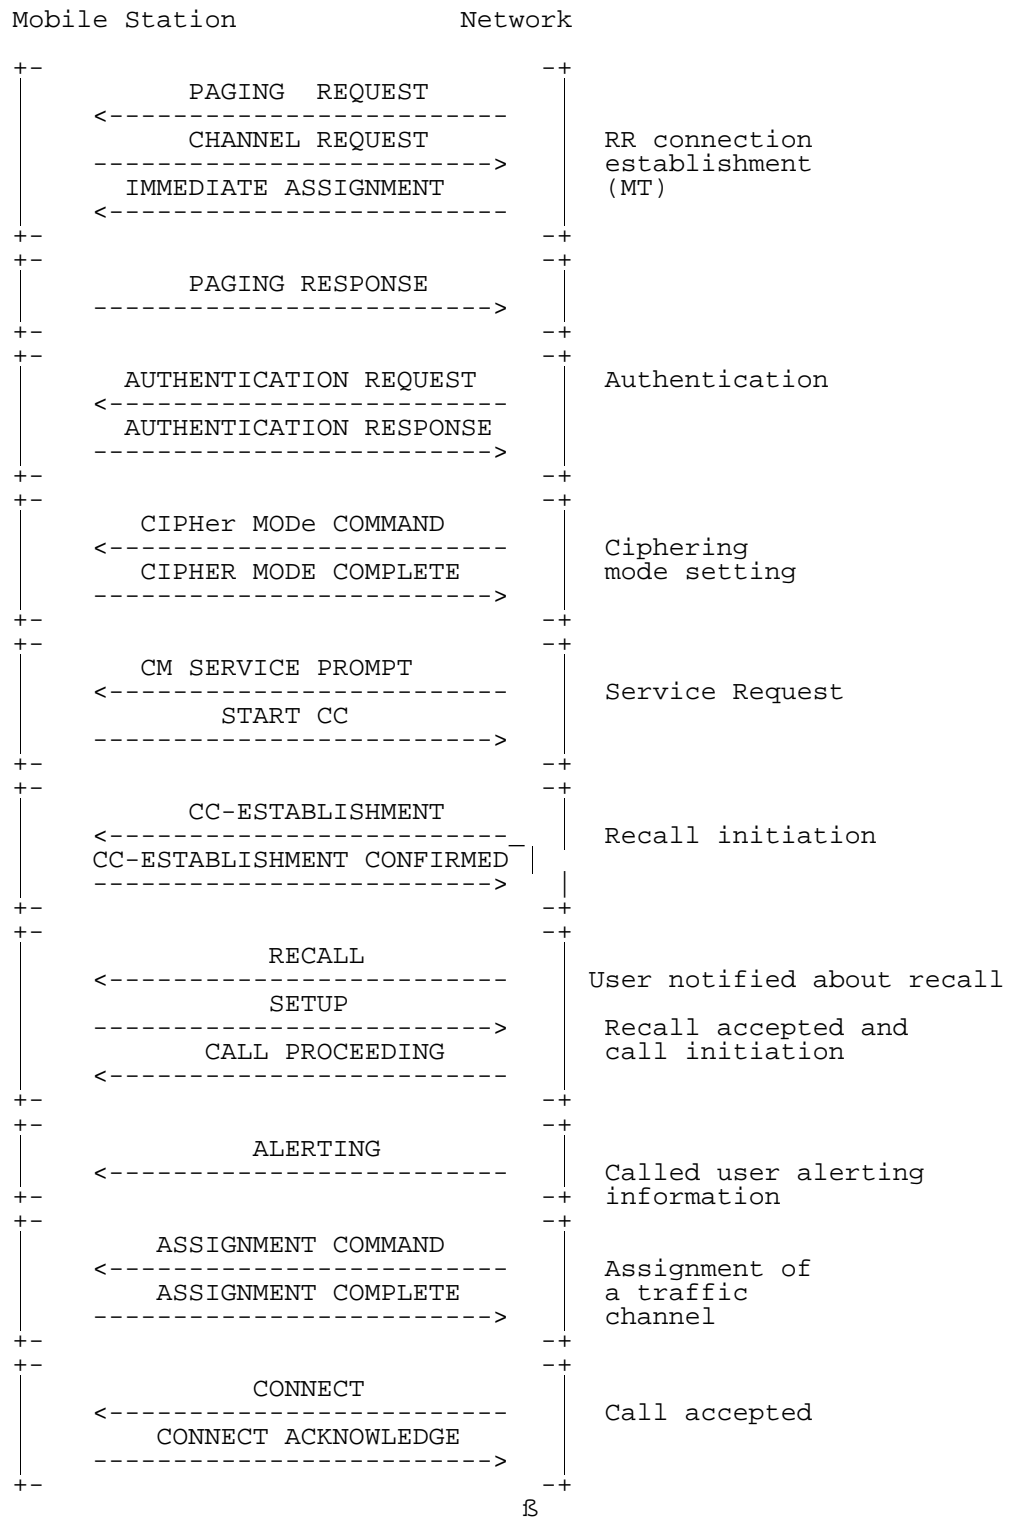 Mobile Station Network
+- -+
PAGING  REQUEST
<-------------------------
CHANNEL REQUEST RR connection
-------------------------> establishment
IMMEDIATE ASSIGNMENT (MT)
<-------------------------
+- -+
+- -+
PAGING RESPONSE
------------------------->
+- -+
+- -+
AUTHENTICATION REQUEST Authentication
<-------------------------
AUTHENTICATION RESPONSE
------------------------->
+- -+
+- -+
CIPHer MODe COMMAND
<------------------------- Ciphering
CIPHER MODE COMPLETE mode setting
------------------------->
+- -+
+- -+
CM SERVICE PROMPT
<------------------------- Service Request
START CC
------------------------->
+- -+
+- -+
CC-ESTABLISHMENT
<------------------------- Recall initiation
CC-ESTABLISHMENT CONFIRMED
------------------------->
+- -+
+- -+
RECALL
<------------------------- User notified about recall
SETUP
-------------------------> Recall accepted and
CALL PROCEEDING call initiation
<-------------------------
+- -+
+- -+
ALERTING
<------------------------- Called user alerting
+- -+ information
+- -+
ASSIGNMENT COMMAND
<------------------------- Assignment of
ASSIGNMENT COMPLETE a traffic
-------------------------> channel
+- -+
+- -+
CONNECT
<------------------------- Call accepted
CONNECT ACKNOWLEDGE
------------------------->
+- -+
ß